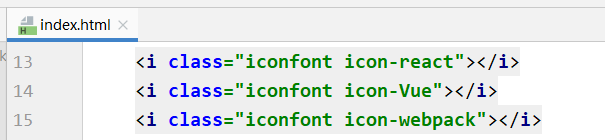 index.html
13 <i class="iconfont icon-react"></i>
14 <i class="iconfont icon-Vue"></i>
15 <i class="iconfont icon-webpack"></i>